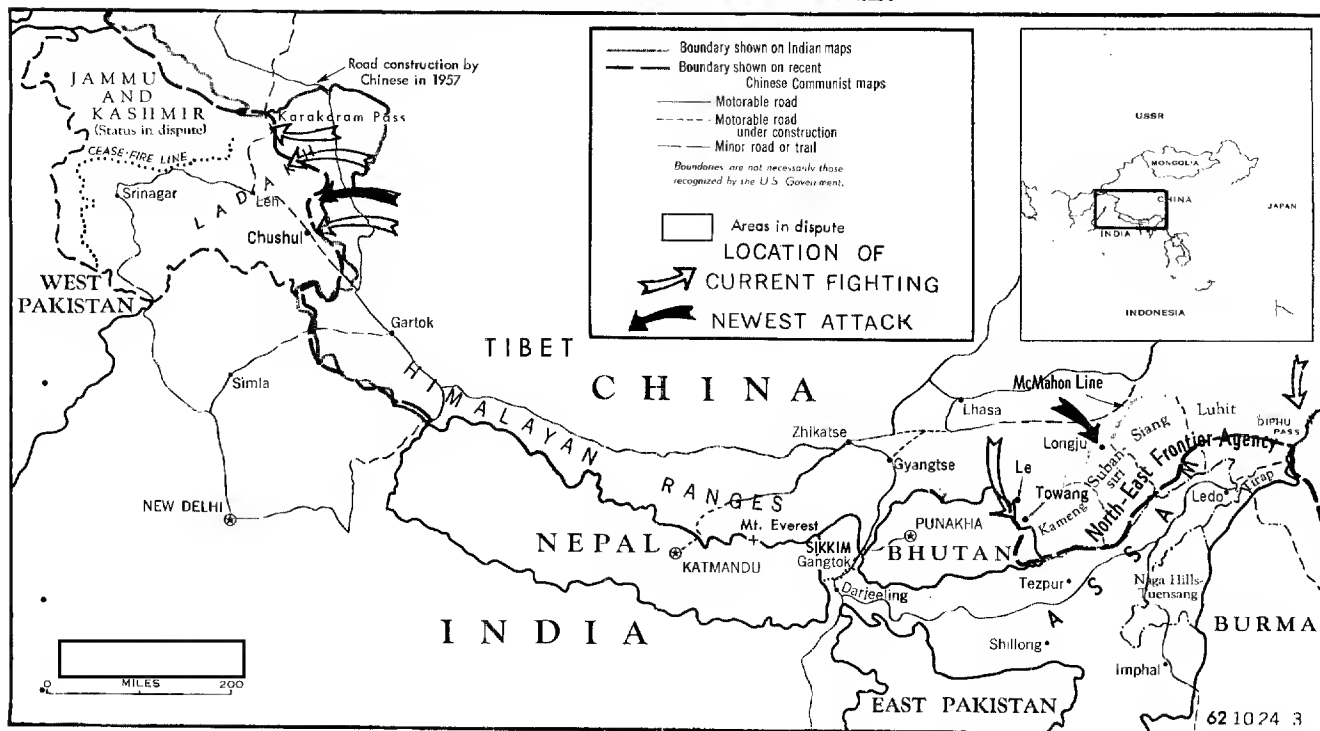 Boundary shown on Indian maps
Boundary shown on recent
Chinese Communist maps
Motorable road
Motorable road
under construction
Minor road or trail
Boundaries are not necessarily those
recognized by the U S Government.
Areas in dispute
LOCATION OF
CURRENT FIGHTING
NEWEST ATTACK
USSR
MONGOLIA
CHINA
JAPAN
INDIA
INDONESIA
Road construction by
Chinese in 1957
JAMMU
AND
KASHMIR
(Status in dispute)
Karakoram Pass
CEASE-FIRE LINE
Srinagar
LADAKH
Leh
Chushul
WEST
PAKISTAN
Gartok
TIBET
CHINA
Simla
HIMALAYAN
RANGES
McMahon Line
Lhasa
Luhit
DIPHU
PASS
Siang
Longju
Zhikatse
Gyangtse
Suban-
siri
North-East Frontier Agency
Le
Towang
Kameng
Ledo
Tirap
NEW DELHI
Mt. Everest
NEPAL
KATMANDU
SIKKIM
Gangtok
PUNAKHA
BHUTAN
Darjeeling
Tezpur
ASSAM
Naga Hills-
Tuensang
INDIA
BURMA
Shillong
Imphal
EAST PAKISTAN
0 MILES 200
621024 3